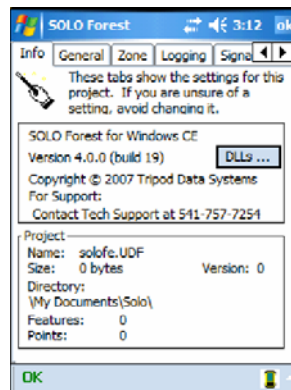 SOLO Forest 3:12 ok
Info General Zone Logging Signa
These tabs show the settings for this
project. If you are unsure of a
setting, avoid changing it.
SOLO Forest for Windows CE
Version 4.0.0 (build 19) DLLs ...
Copyright © 2007 Tripod Data Systems
For Support:
Contact Tech Support at 541-757-7254
Project
Name: solofe.UDF
Size: 0 bytes Version: 0
Directory:
\My Documents\Solo\
Features: 0
Points: 0
OK